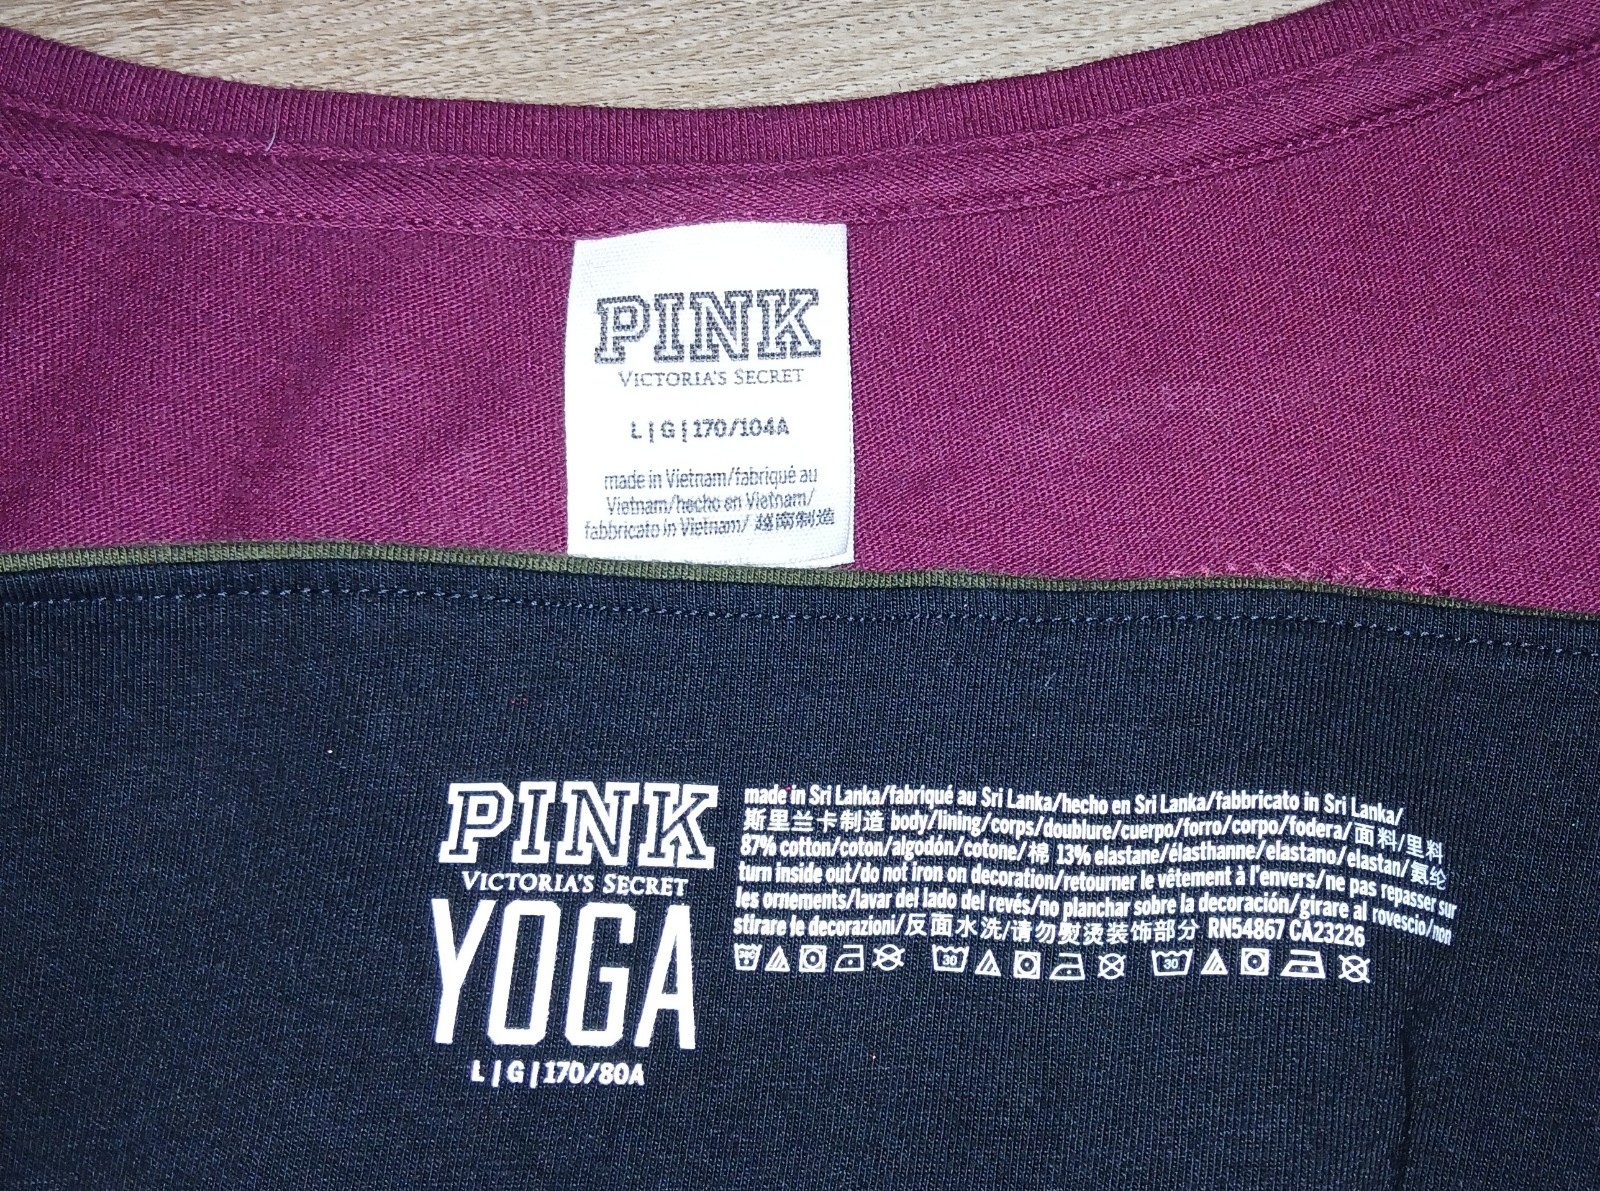 PINK
VICTORIA'S SECRET
L | G | 170/104A
made in Vietnam/fabriqué au
Vietnam/hecho en Vietnam/
fabbricato in Vietnam/ 越南制造
PINK
VICTORIA'S SECRET
YOGA
L | G | 170/80A
made in Sri Lanka/fabriqué au Sri Lanka/hecho en Sri Lanka/fabbricato in Sri Lanka/
斯里兰卡制造 body/lining/corps/doublure/cuerpo/forro/corpo/fodera/面料/里料
87% cotton/coton/algodón/cotone/棉 13% elastane/élasthanne/elastano/elastan/氨纶
turn inside out/do not iron on decoration/retourner le vêtement à l'envers/ne pas repasser sur
les ornements/lavar del lado del revés/no planchar sobre la decoración/girare al rovescio/non
stirare le decorazioni/反面水洗/请勿熨烫装饰部分 RN54867 CA23226
30 30